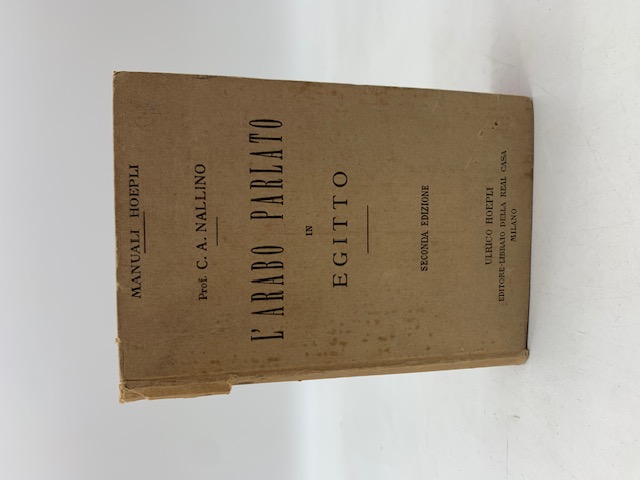 MANUALI HOEPLI
Prof. C. A. NALLINO
L'ARABO PARLATO
IN
EGITTO
SECONDA EDIZIONE
ULRICO HOEPLI
EDITORE-LIBRAIO DELLA REAL CASA
MILANO